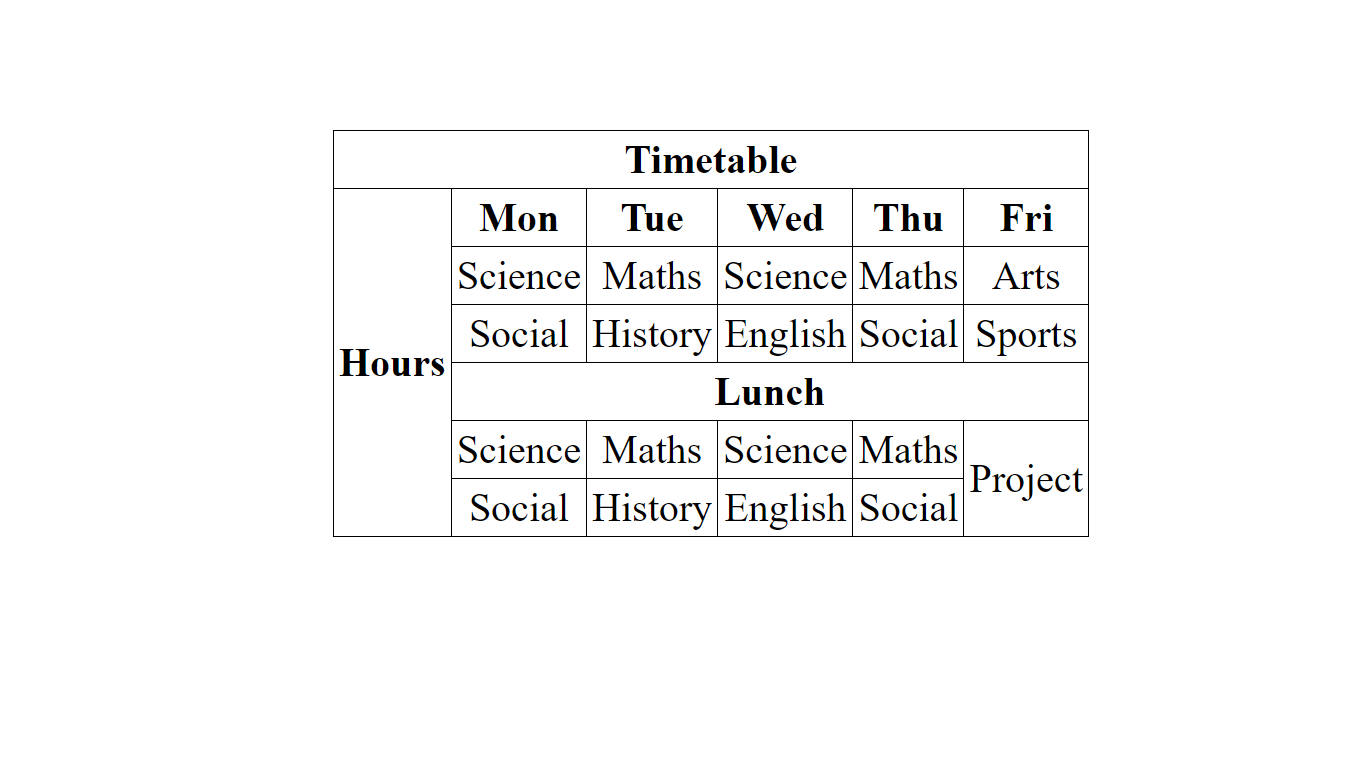 Timetable
Mon Tue Wed Thu Fri
Science Maths Science Maths Arts
Social History English Social Sports
Hours
Lunch
Science Maths Science Maths
Project
Social History English Social